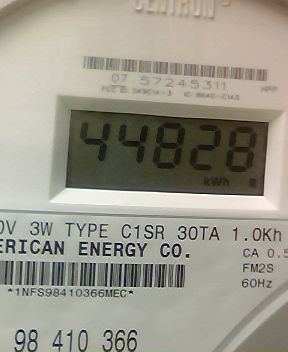 CENTRON®
07 57245311
HPP
44828
kWh
0V 3W TYPE C1SR 30TA 1.0Kh
ERICAN ENERGY CO.
CA 0.5
FM2S
60Hz
*1NFS98410366MEC*
98 410 366